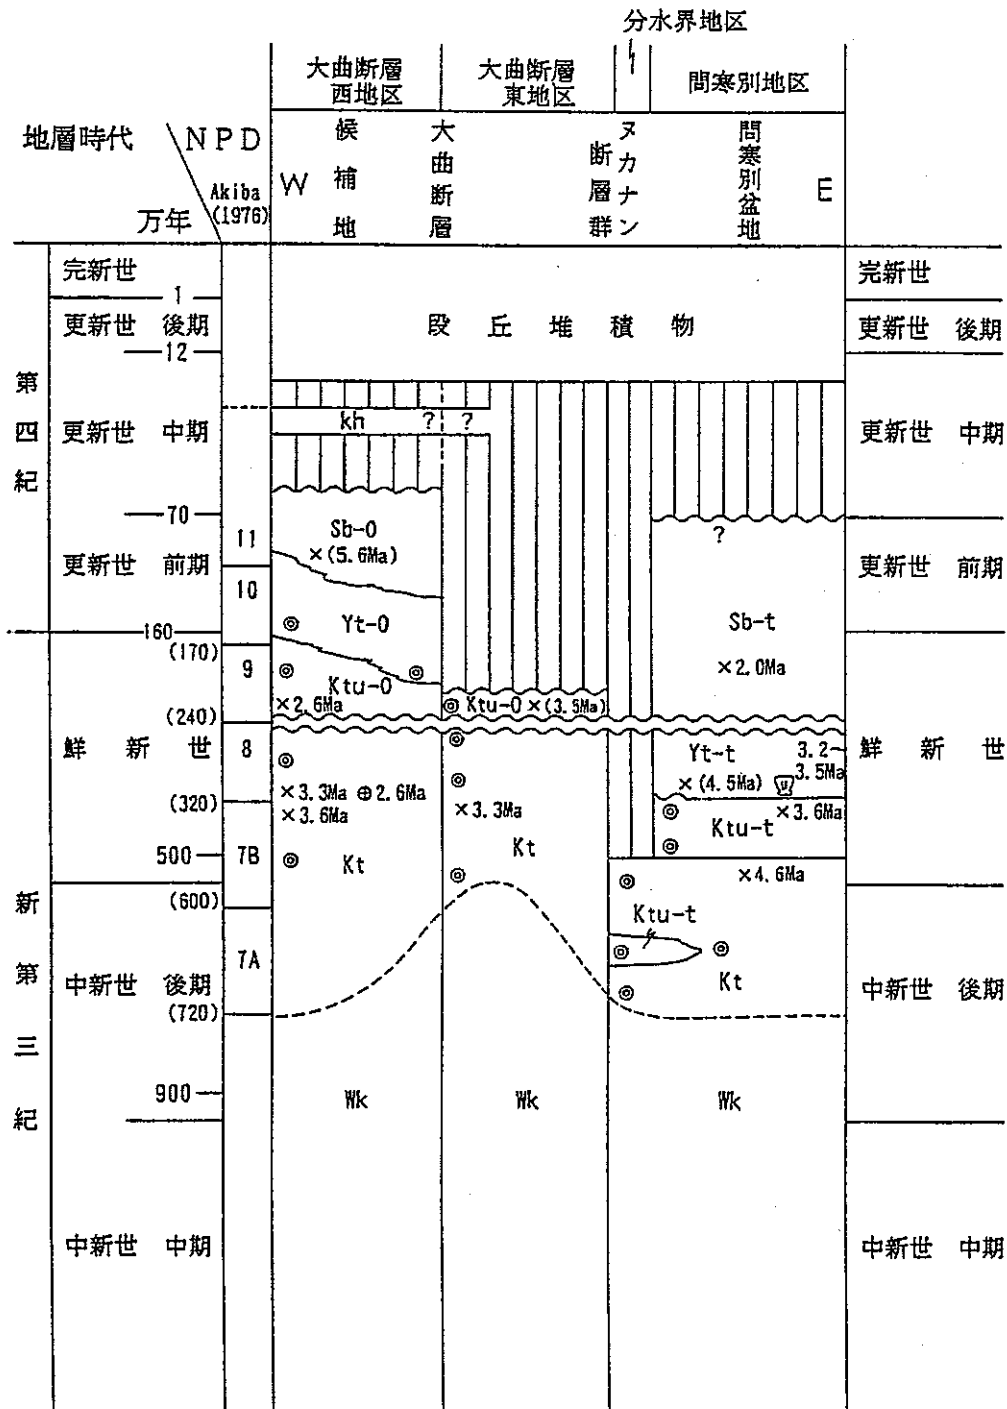 分水界地区
大曲断層
西地区
大曲断層
東地区
間寒別地区
地層時代
NPD
Akiba
(1976)
万年
W
候補地
大曲断層
断層群
ヌカナン
問寒別盆地
E
完新世
完新世
1
更新世 後期
段丘堆積物
更新世 後期
12
第四紀
更新世 中期
kh ? ?
更新世 中期
70
?
11
Sb-O
×(5.6Ma)
更新世 前期
更新世 前期
10
Yt-O
Sb-t
160
(170)
9
×2.0Ma
Ktu-O
×2.6Ma
Ktu-O ×(3.5Ma)
(240)
鮮新世
8
Yt-t
3.2~
3.5Ma
鮮新世
×(4.5Ma)
×3.3Ma ⊕2.6Ma
×3.6Ma
×3.3Ma
(320)
×3.6Ma
Ktu-t
500
7B
Kt
Kt
×4.6Ma
新第三紀
(600)
Ktu-t
7A
Kt
中新世 後期
中新世 後期
(720)
900
Wk
Wk
Wk
中新世 中期
中新世 中期